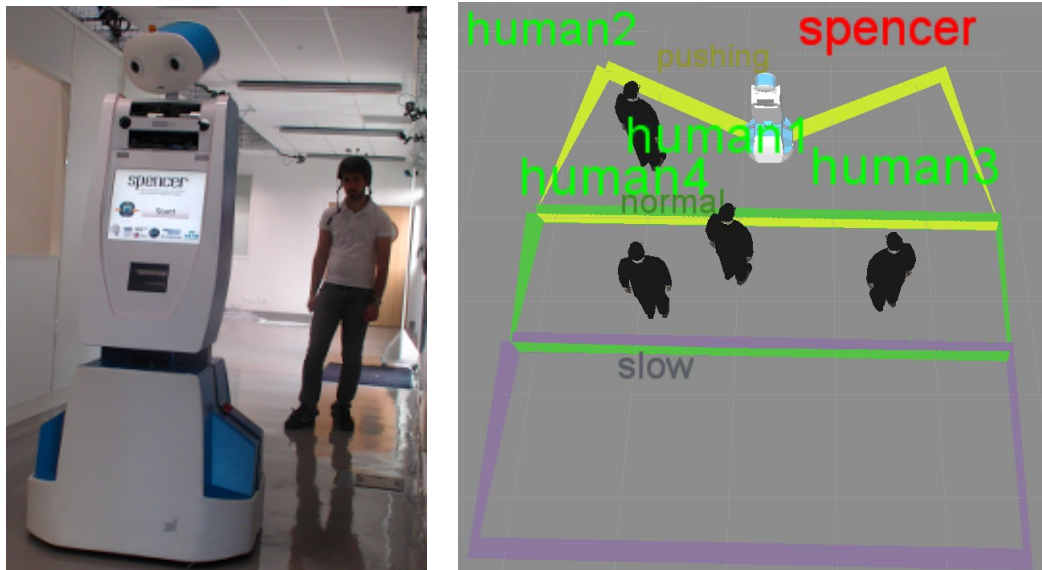 spencer
Start
human2
spencer
pushing
human1
human3
human4
normal
slow